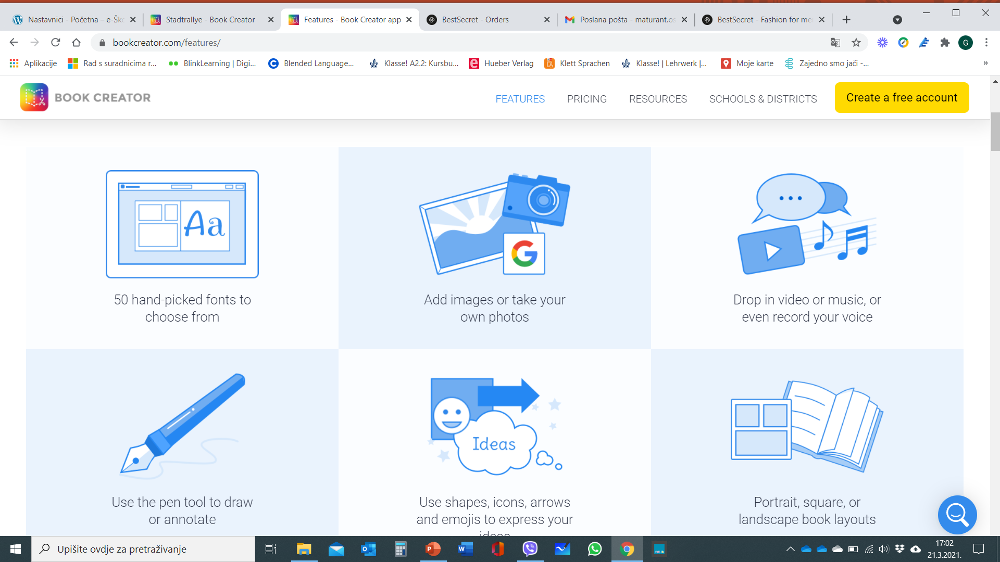 Nastavnici - Početna – e-Ško
Stadtrallye - Book Creator
Features - Book Creator app
BestSecret - Orders
Poslana pošta - maturant.os
BestSecret - Fashion for me
bookcreator.com/features/
G
Aplikacije
Rad s suradnicima r...
BlinkLearning | Digi...
Blended Language...
Klasse! A2.2: Kursbu...
Hueber Verlag
Klett Sprachen
Klasse! | Lehrwerk |...
Moje karte
Zajedno smo jači -...
»
BOOK CREATOR
FEATURES
PRICING
RESOURCES
SCHOOLS & DISTRICTS
Create a free account
Aa
G
50 hand-picked fonts to
choose from
Add images or take your
own photos
Drop in video or music, or
even record your voice
Ideas
Use the pen tool to draw
or annotate
Use shapes, icons, arrows
and emojis to express your
ideas
Portrait, square, or
landscape book layouts
Upišite ovdje za pretraživanje
17:02
21.3.2021.